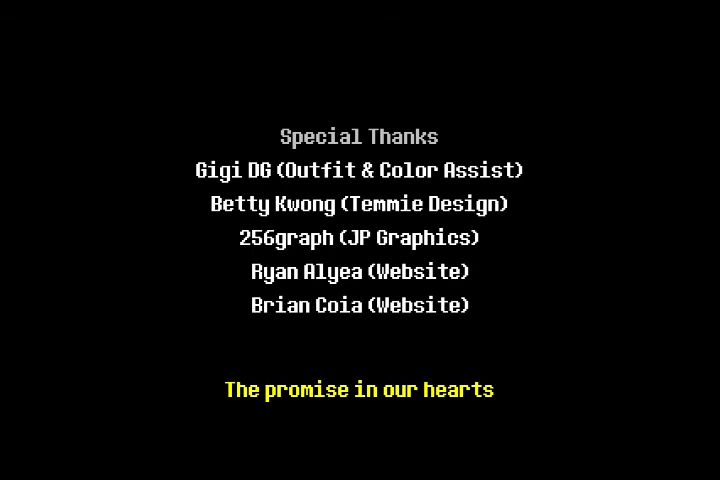 Special Thanks
Gigi DG (Outfit & Color Assist)
Betty Kwong (Temmie Design)
256graph (JP Graphics)
Ryan Alyea (Website)
Brian Coia (Website)
The promise in our hearts